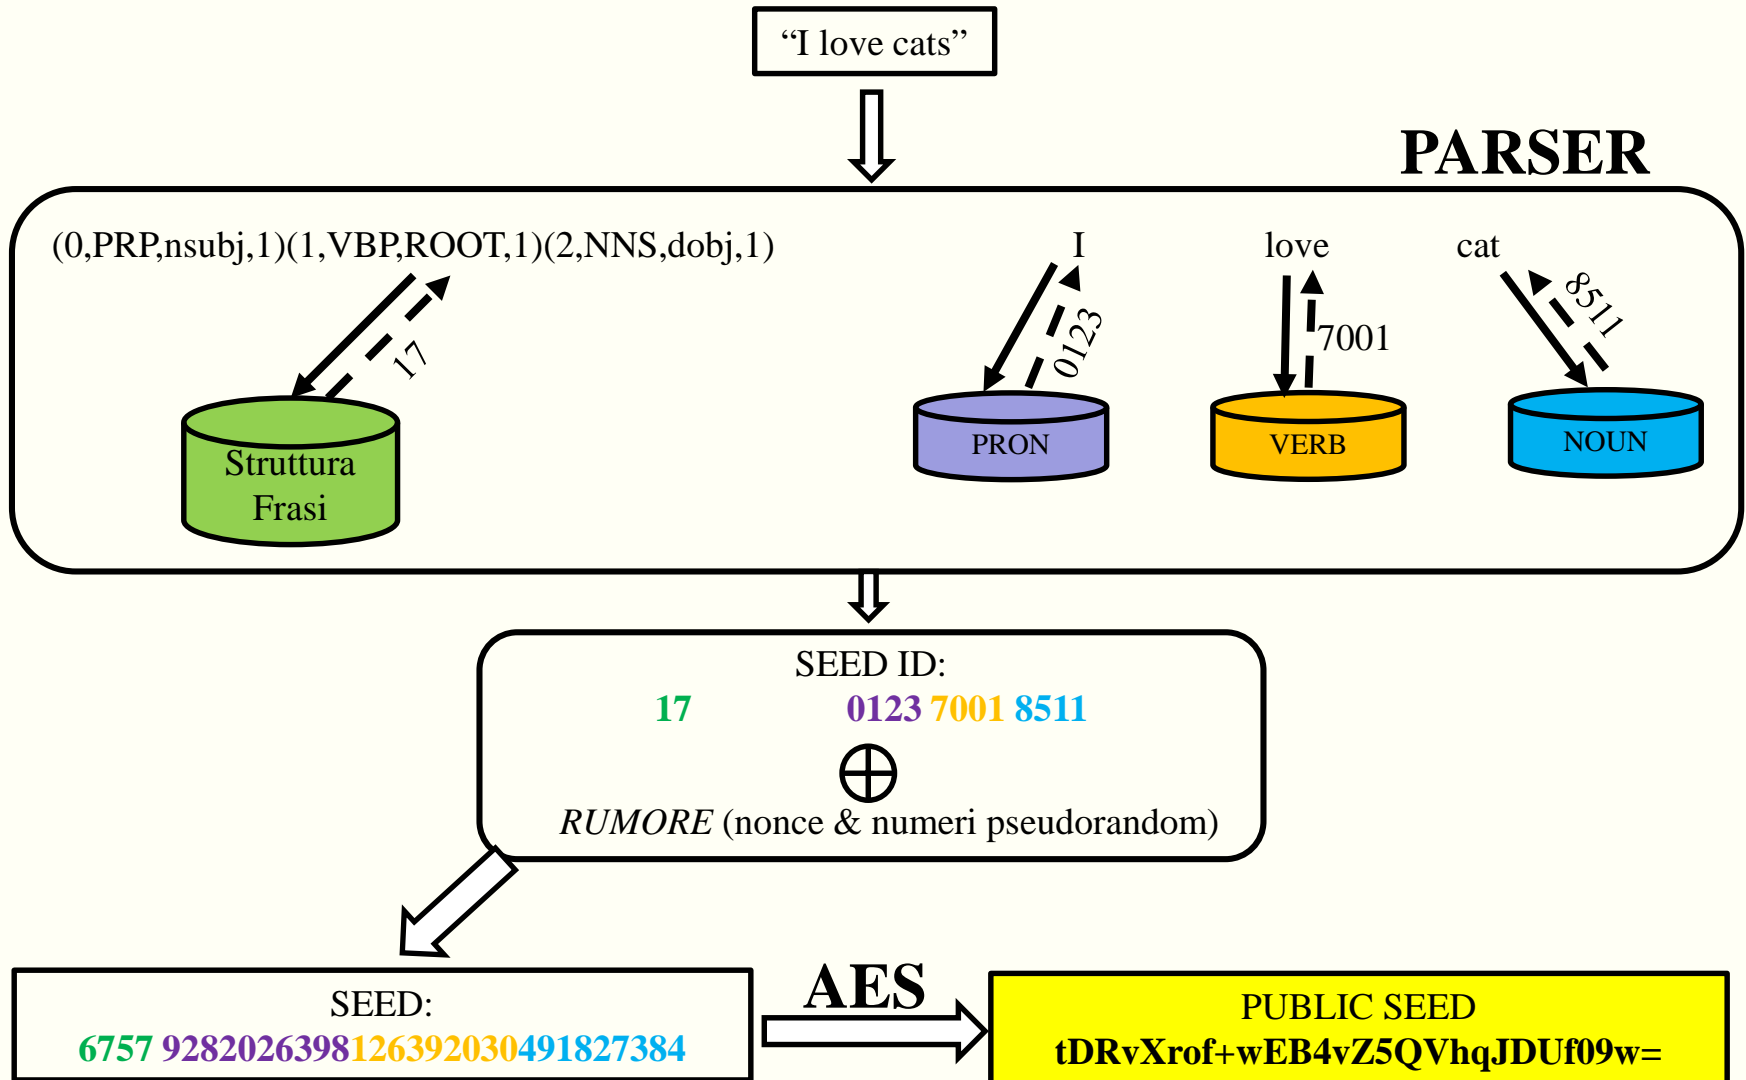 “I love cats”
PARSER
(0,PRP,nsubj,1)(1,VBP,ROOT,1)(2,NNS,dobj,1)
I
love
cat
17
0123
7001
8511
Struttura
Frasi
PRON
VERB
NOUN
SEED ID:
17 0123 7001 8511
RUMORE (nonce & numeri pseudorandom)
SEED:
6757 9282026398126392030491827384
AES
PUBLIC SEED
tDRvXrof+wEB4vZ5QVhqJDUf09w=